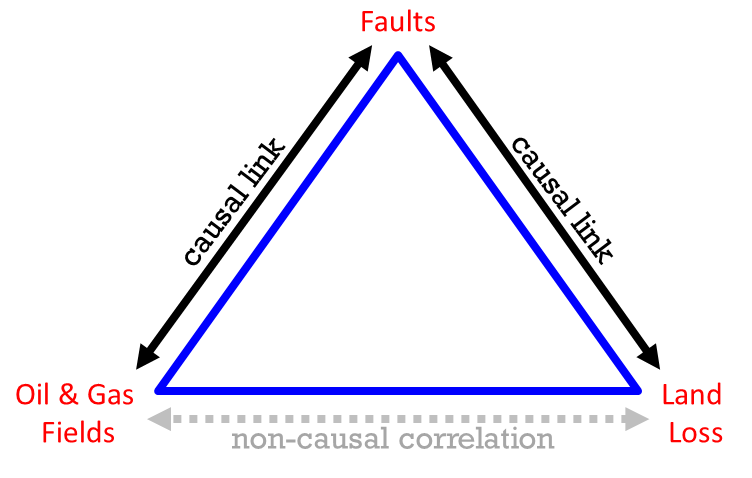 Faults
causal link
causal link
Oil & Gas
Fields
Land
Loss
non-causal correlation